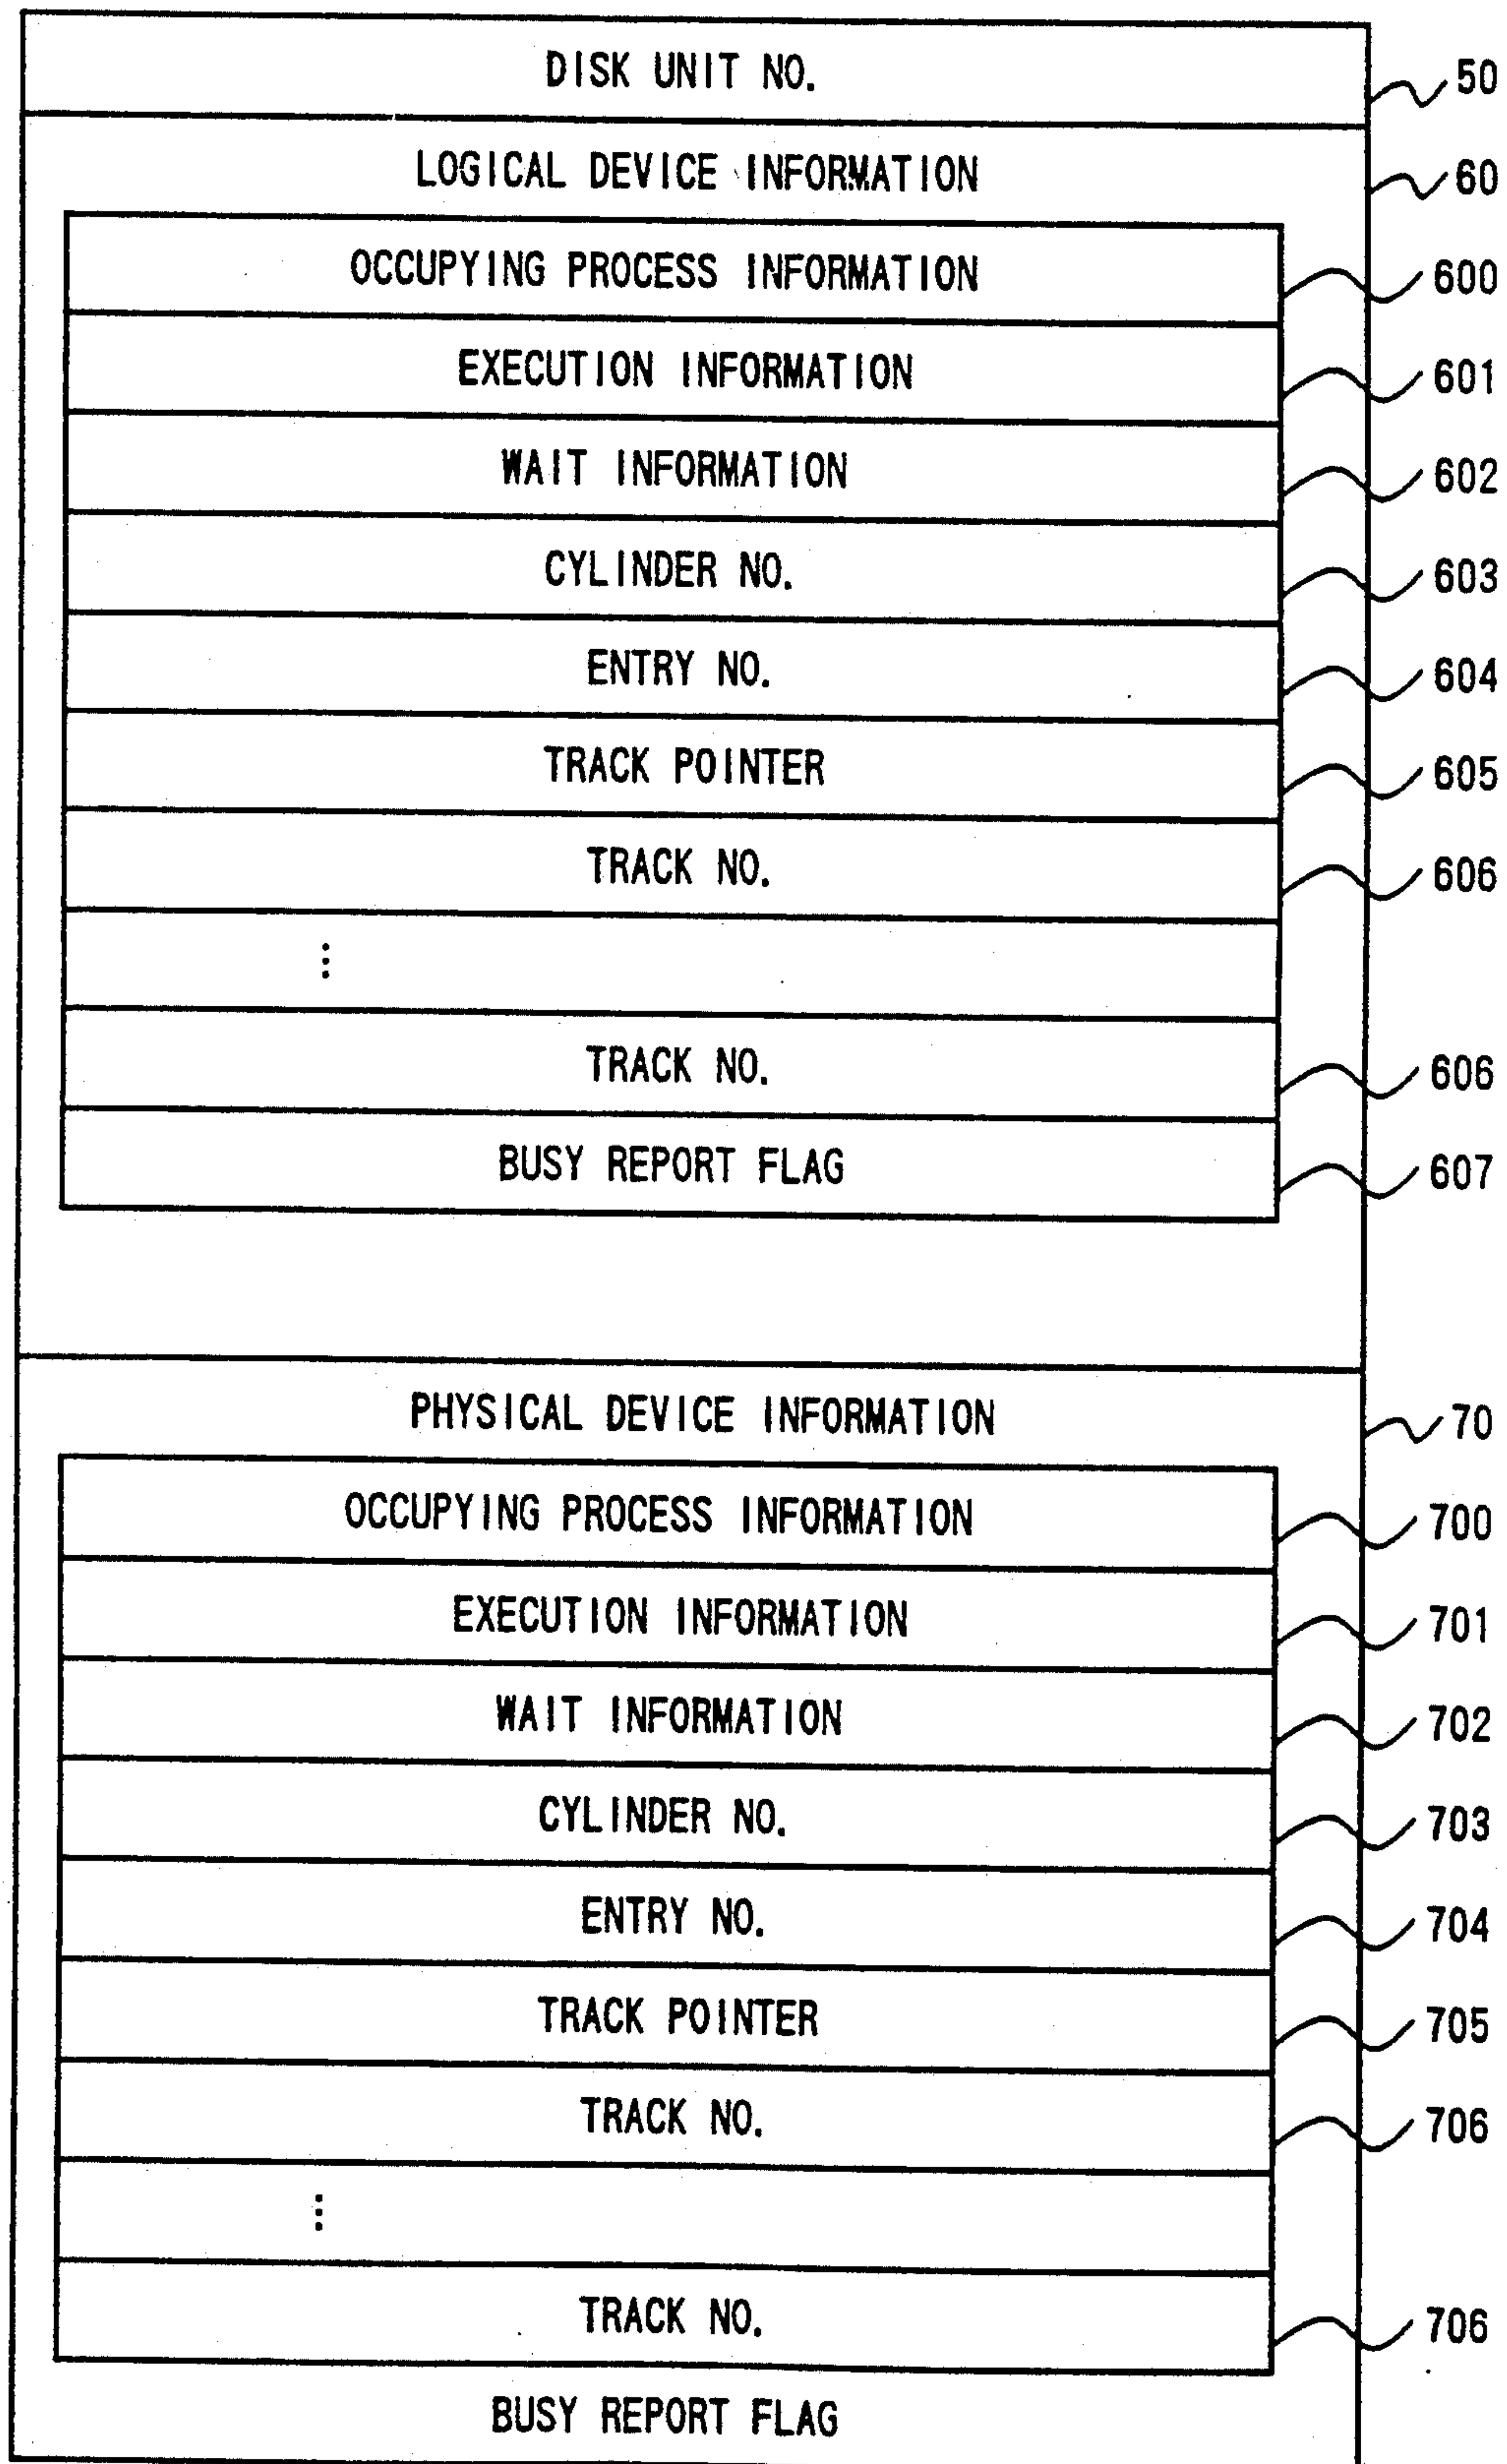 DISK UNIT NO. 50
LOGICAL DEVICE INFORMATION 60
OCCUPYING PROCESS INFORMATION 600
EXECUTION INFORMATION 601
WAIT INFORMATION 602
CYLINDER NO. 603
ENTRY NO. 604
TRACK POINTER 605
TRACK NO. 606
⋮
TRACK NO. 606
BUSY REPORT FLAG 607
PHYSICAL DEVICE INFORMATION 70
OCCUPYING PROCESS INFORMATION 700
EXECUTION INFORMATION 701
WAIT INFORMATION 702
CYLINDER NO. 703
ENTRY NO. 704
TRACK POINTER 705
TRACK NO. 706
⋮
TRACK NO. 706
BUSY REPORT FLAG